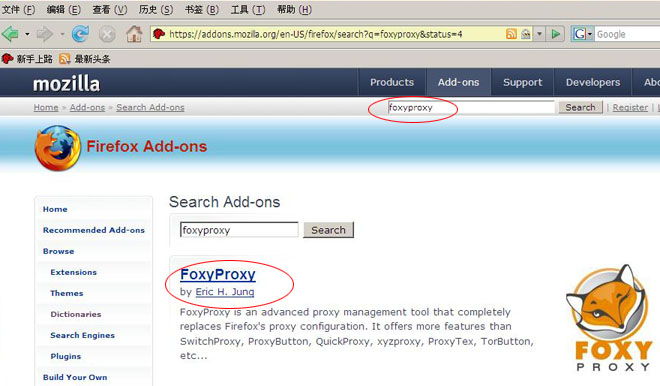 文件(F) 编辑(E) 查看(V) 历史(S) 书签(B) 工具(T) 帮助(H)
https://addons.mozilla.org/en-US/firefox/search?q=foxyproxy&status=4
Google
新手上路 最新头条
mozilla Products Add-ons Support Developers Abo
Home » Add-ons » Search Add-ons foxyproxy Search | Register |
Firefox Add-ons
Home
Recommended Add-ons
Browse
Extensions
Themes
Dictionaries
Search Engines
Plugins
Build Your Own
Search Add-ons
foxyproxy Search
FoxyProxy
by Eric H. Jung
FoxyProxy is an advanced proxy management tool that completely
replaces Firefox's proxy configuration. It offers more features than
SwitchProxy, ProxyButton, QuickProxy, xyzproxy, ProxyTex, TorButton,
etc...
FOXY
PROXY